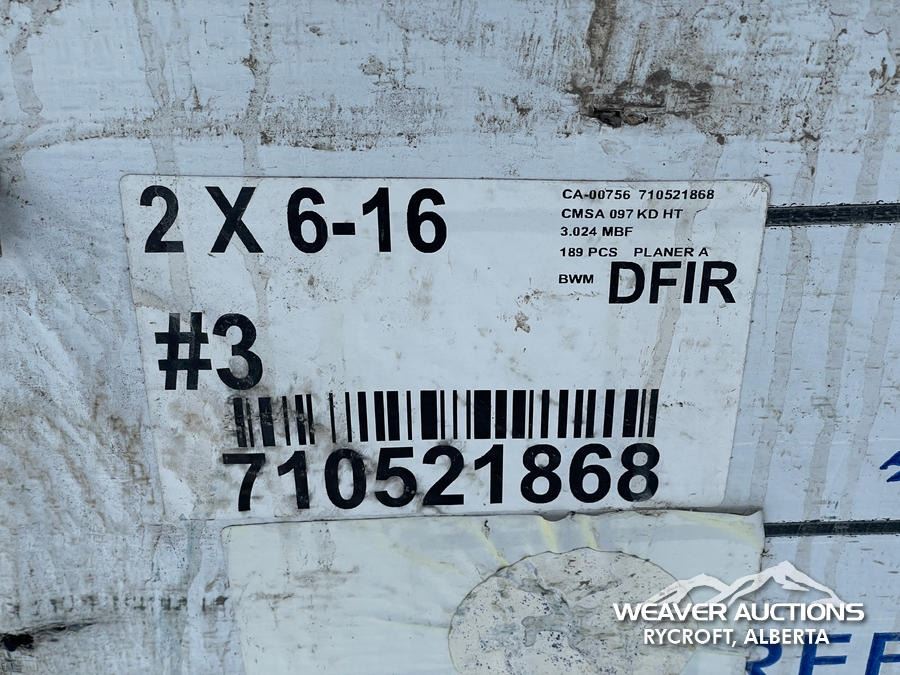 2 X 6-16
CA-00756 710521868
CMSA 097 KD HT
3.024 MBF
189 PCS PLANER A
BWM DFIR
#3
710521868
WEAVER AUCTIONS
RYCROFT, ALBERTA